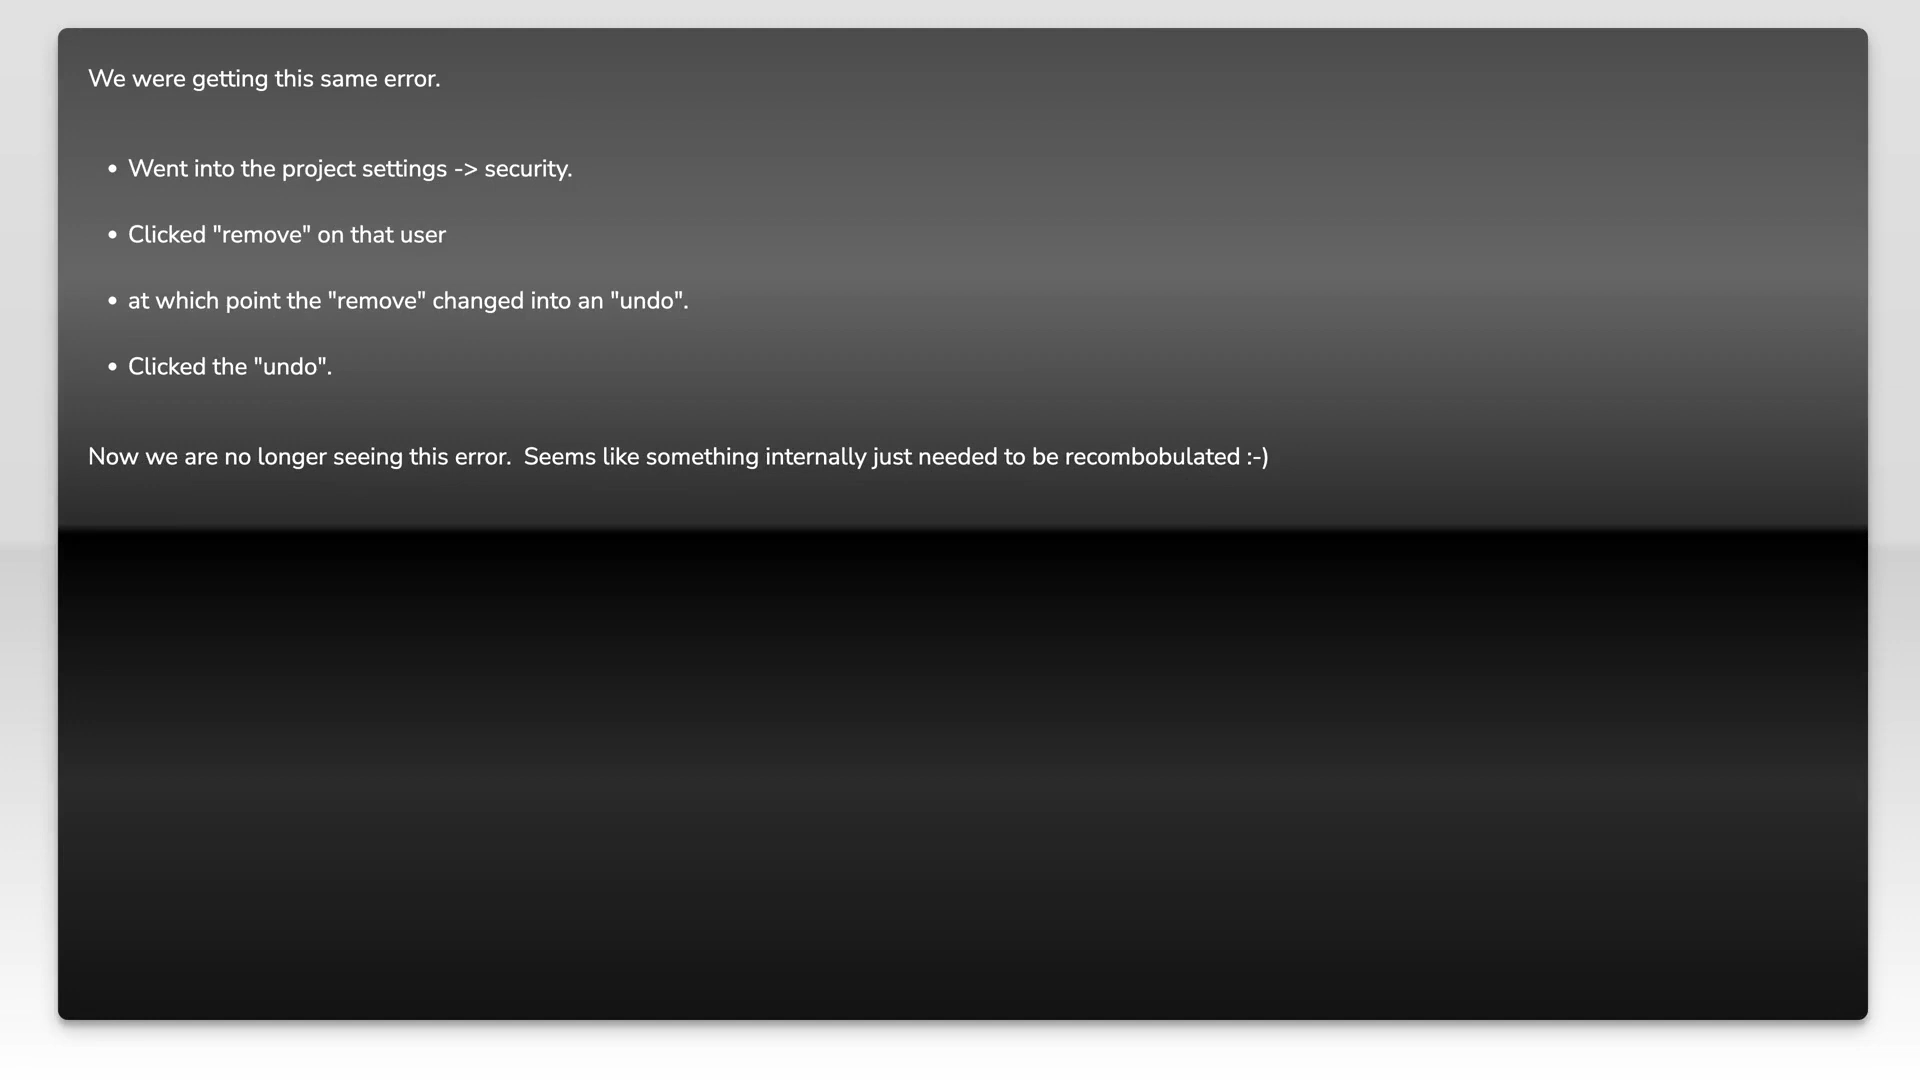 We were getting this same error.
• Went into the project settings -> security.
• Clicked "remove" on that user
• at which point the "remove" changed into an "undo".
• Clicked the "undo".
Now we are no longer seeing this error.  Seems like something internally just needed to be recombobulated :-)